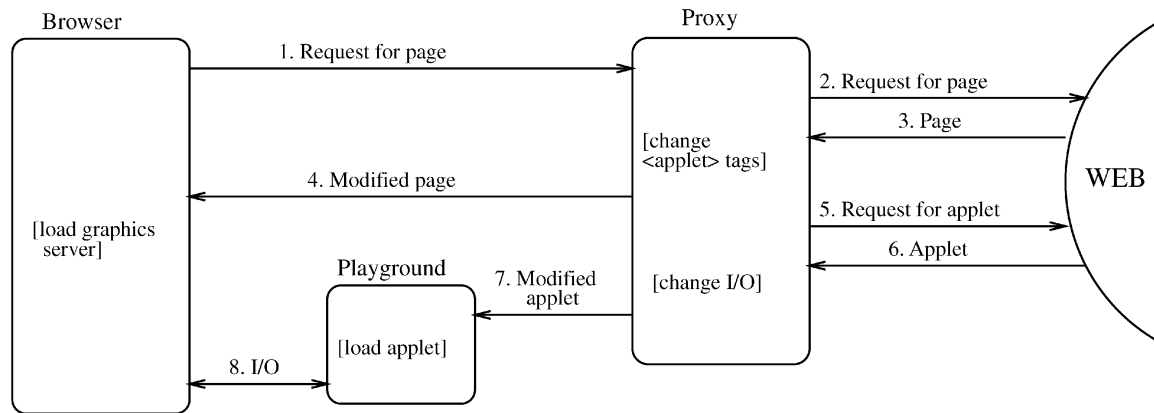 Browser
Proxy
1. Request for page
2. Request for page
3. Page
[change
<applet> tags]
4. Modified page
WEB
5. Request for applet
[load graphics
server]
6. Applet
Playground
7. Modified
applet
[change I/O]
[load applet]
8. I/O